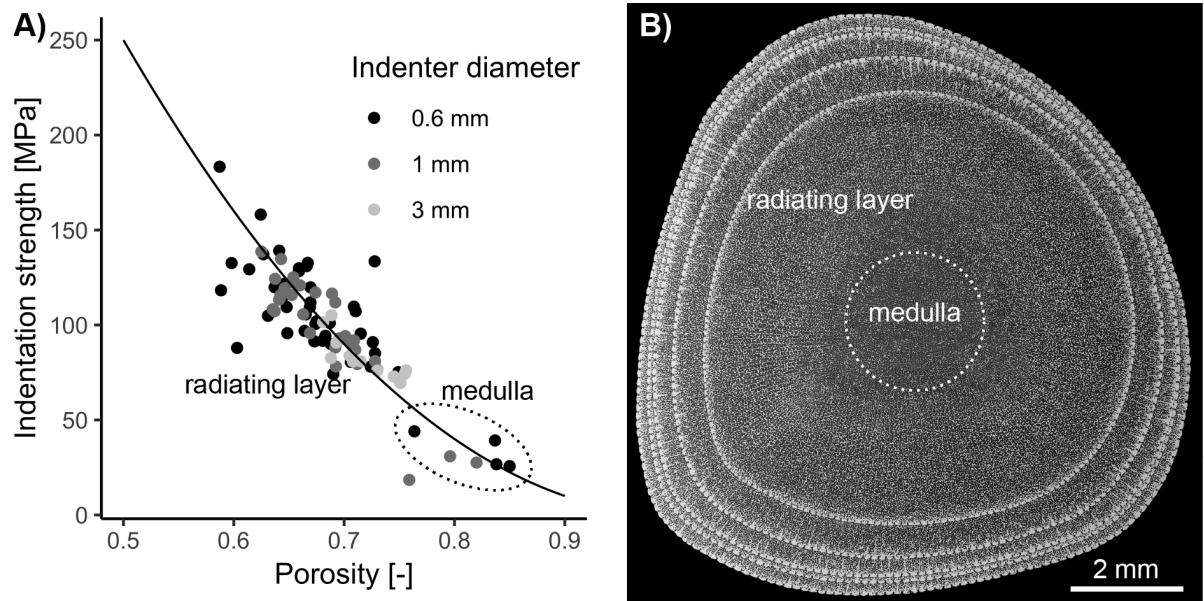 A)
Indentation strength [MPa]
250
200
150
100
50
0
Indenter diameter
0.6 mm
1 mm
3 mm
radiating layer
medulla
0.5 0.6 0.7 0.8 0.9
Porosity [-]
B)
radiating layer
medulla
2 mm